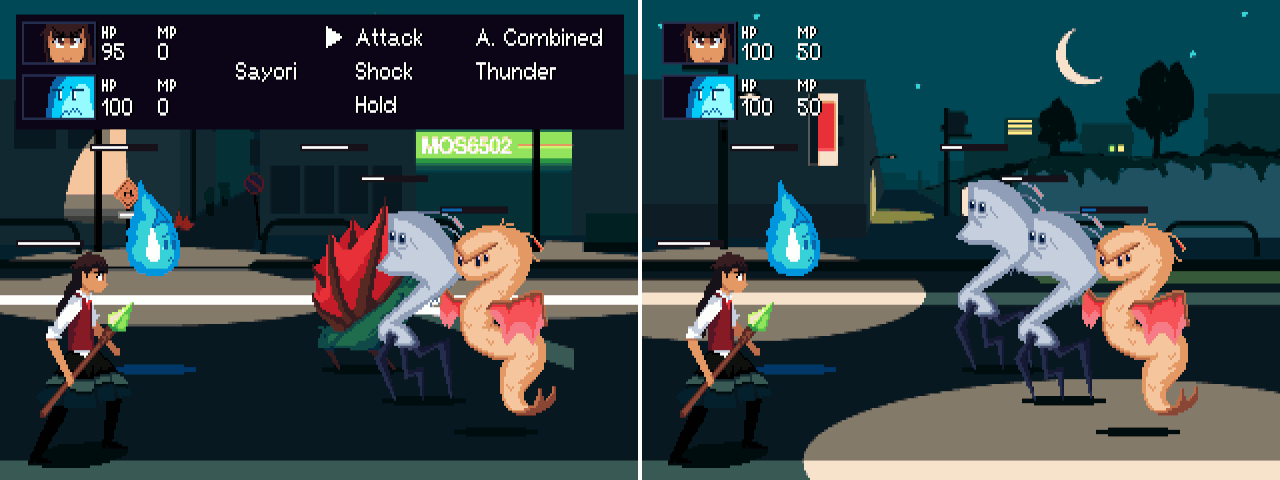 HP MP
95 0
HP MP
100 0
Sayori
Attack A. Combined
Shock Thunder
Hold
MOS6502
HP MP
100 50
HP MP
100 50